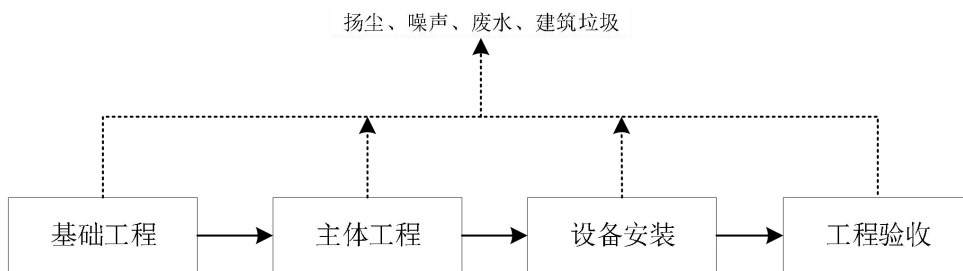 扬尘、噪声、废水、建筑垃圾
基础工程
主体工程
设备安装
工程验收